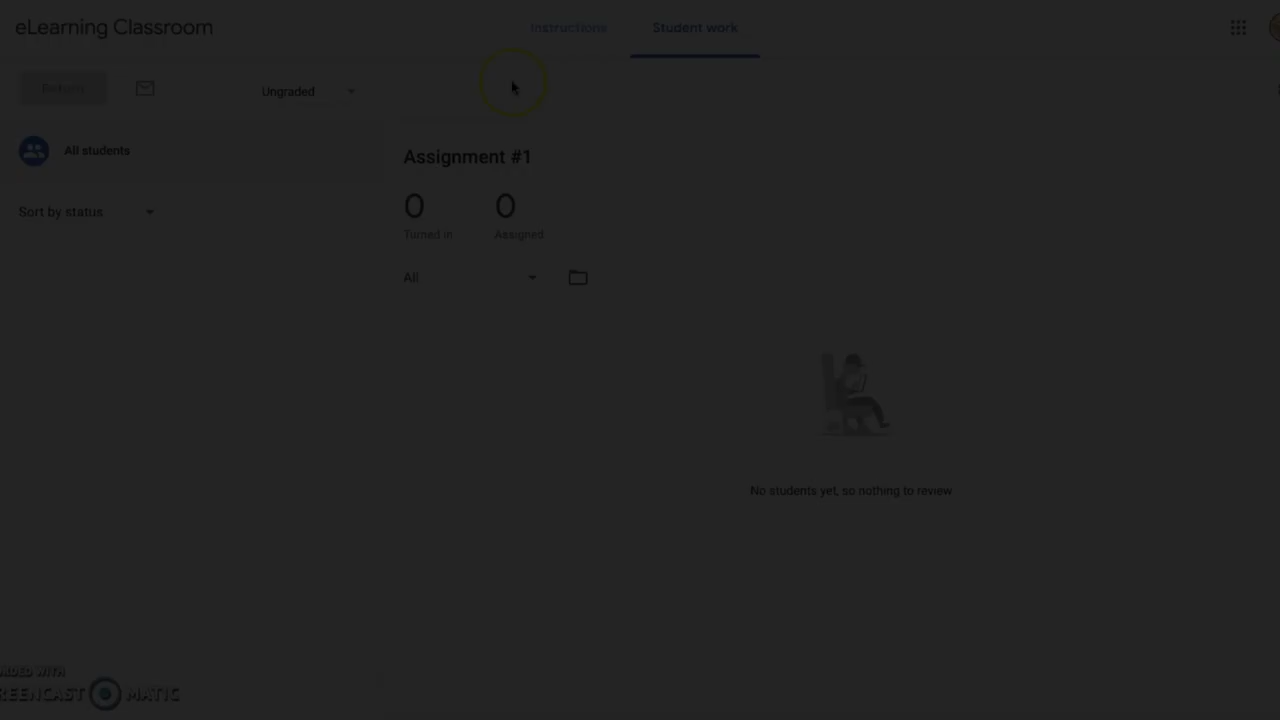 eLearning Classroom
Instructions
Student work
Return
Ungraded
All students
Assignment #1
0
0
Turned in
Assigned
Sort by status
All
No students yet, so nothing to review
RDED WITH
REENCAST MATIC